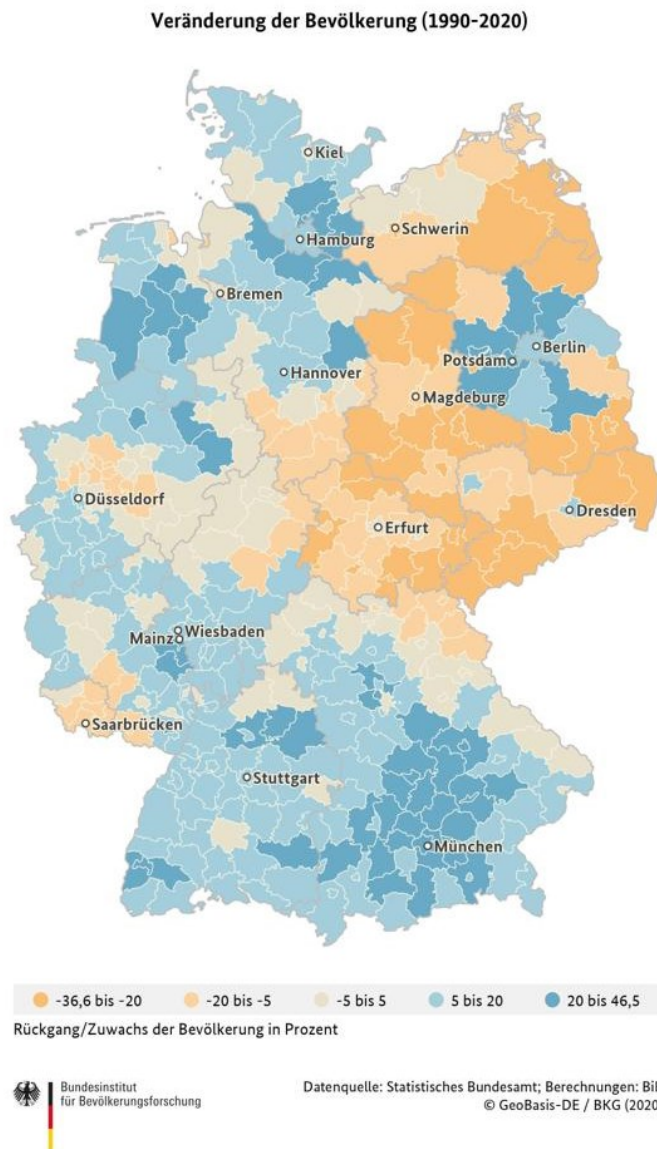 Veränderung der Bevölkerung (1990-2020)
Kiel
Schwerin
Hamburg
Bremen
Berlin
Potsdam
Hannover
Magdeburg
Düsseldorf
Dresden
Erfurt
Wiesbaden
Mainz
Saarbrücken
Stuttgart
München
-36,6 bis -20 -20 bis -5 -5 bis 5 5 bis 20 20 bis 46,5
Rückgang/Zuwachs der Bevölkerung in Prozent
Bundesinstitut
für Bevölkerungsforschung
Datenquelle: Statistisches Bundesamt; Berechnungen:
© GeoBasis-DE / BKG (2020